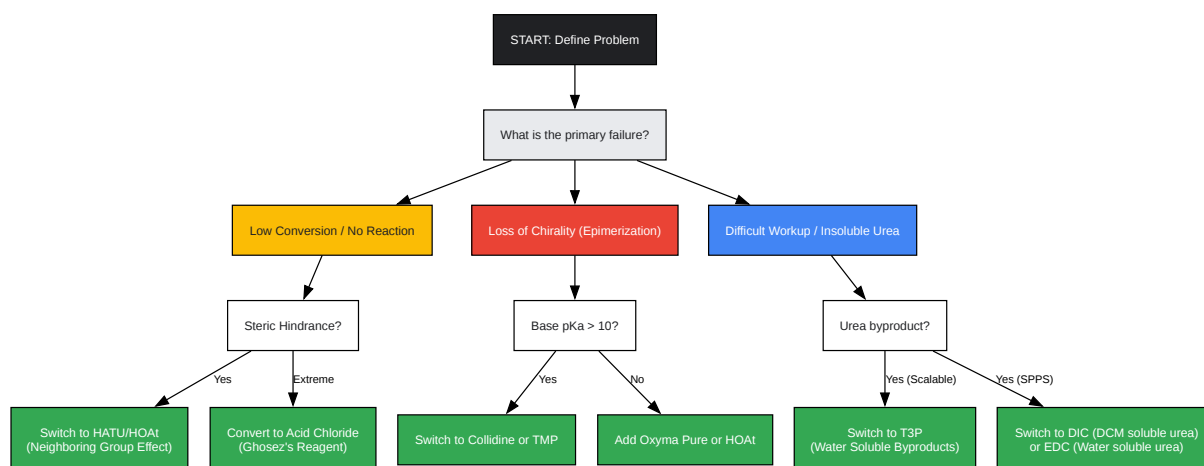 START: Define Problem
What is the primary failure?
Low Conversion / No Reaction
Loss of Chirality (Epimerization)
Difficult Workup / Insoluble Urea
Steric Hindrance?
Base pKa > 10?
Urea byproduct?
Yes
Extreme
Yes
No
Yes (Scalable)
Yes (SPPS)
Switch to HATU/HOAt
(Neighboring Group Effect)
Convert to Acid Chloride
(Ghosez's Reagent)
Switch to Collidine or TMP
Add Oxyma Pure or HOAt
Switch to T3P
(Water Soluble Byproducts)
Switch to DIC (DCM soluble urea)
or EDC (Water soluble urea)